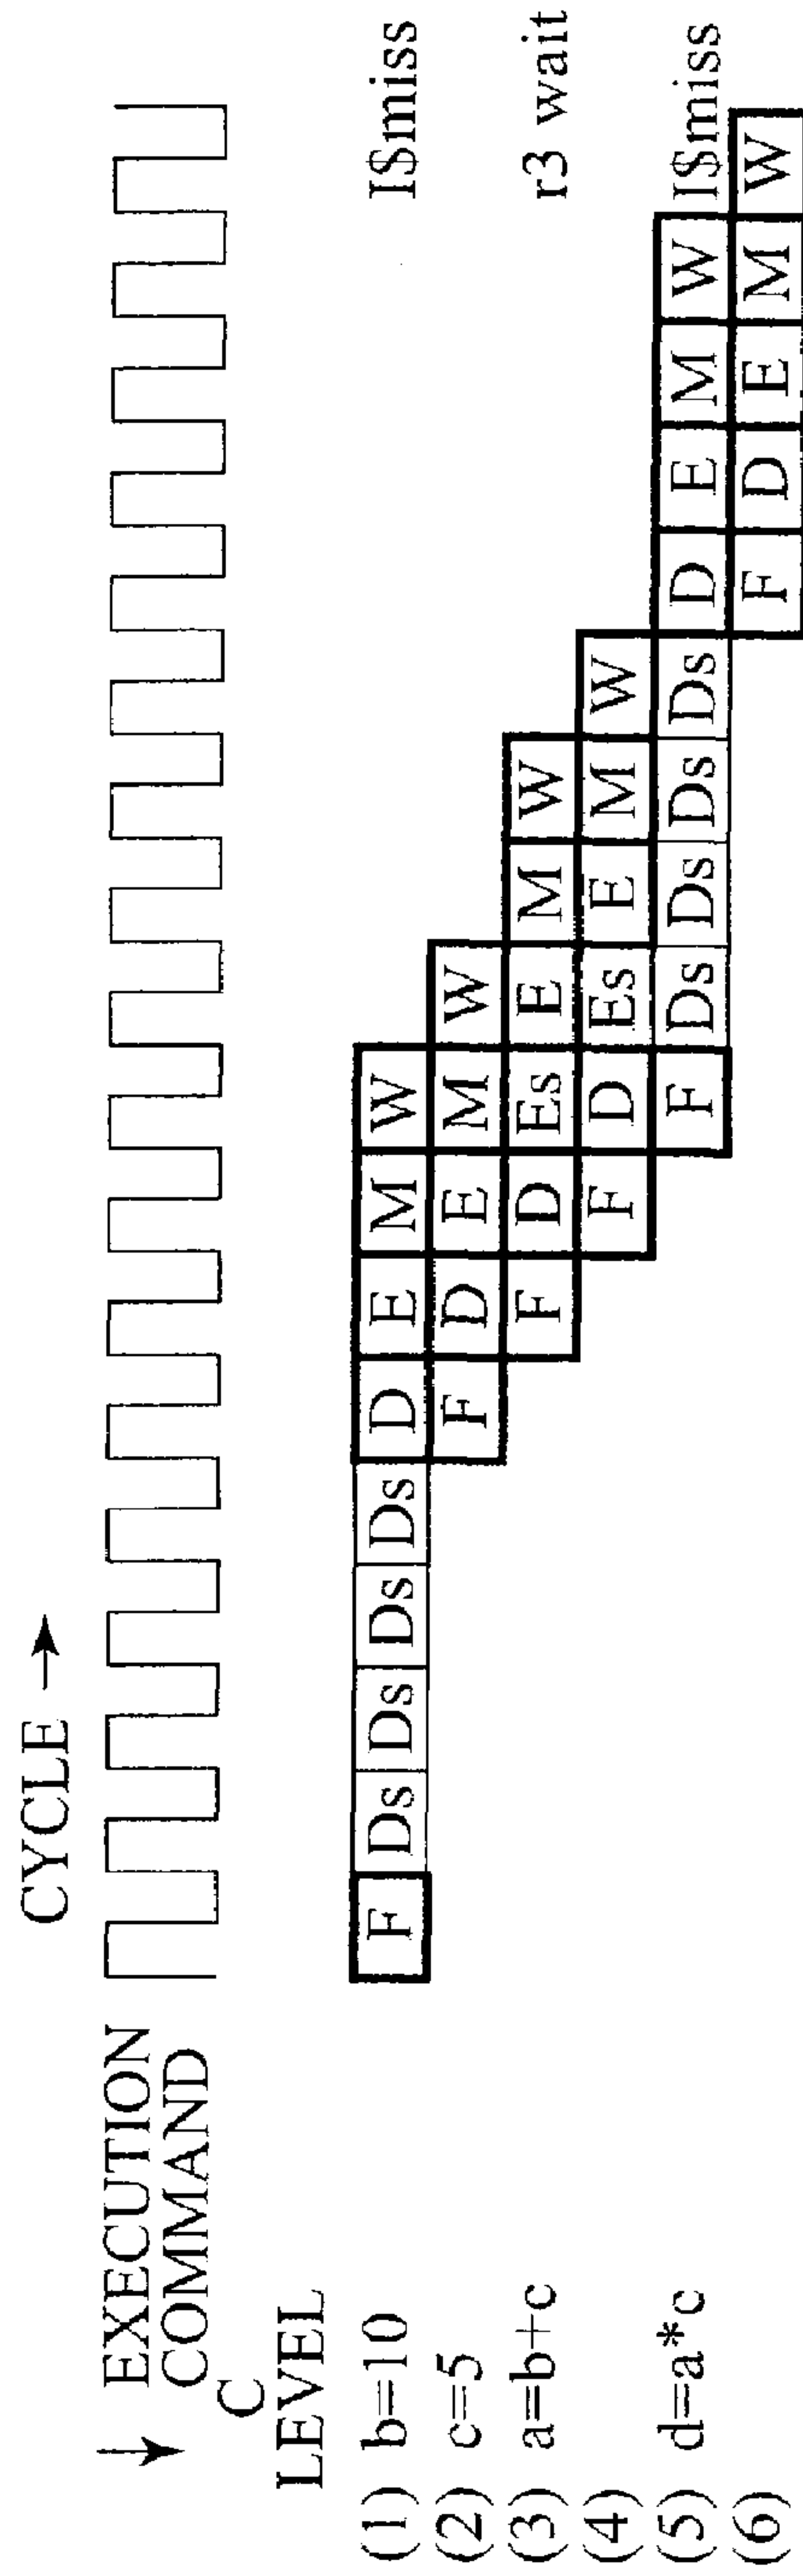 CYCLE →
↓ EXECUTION
COMMAND
C
LEVEL
(1) b=10 F Ds Ds Ds Ds D E M W I$miss
(2) c=5 F D E M W
(3) a=b+c F D Es E M W r3 wait
(4) F D Es E M W
(5) d=a*c F Ds Ds Ds Ds D E M W I$miss
(6) F D E M W